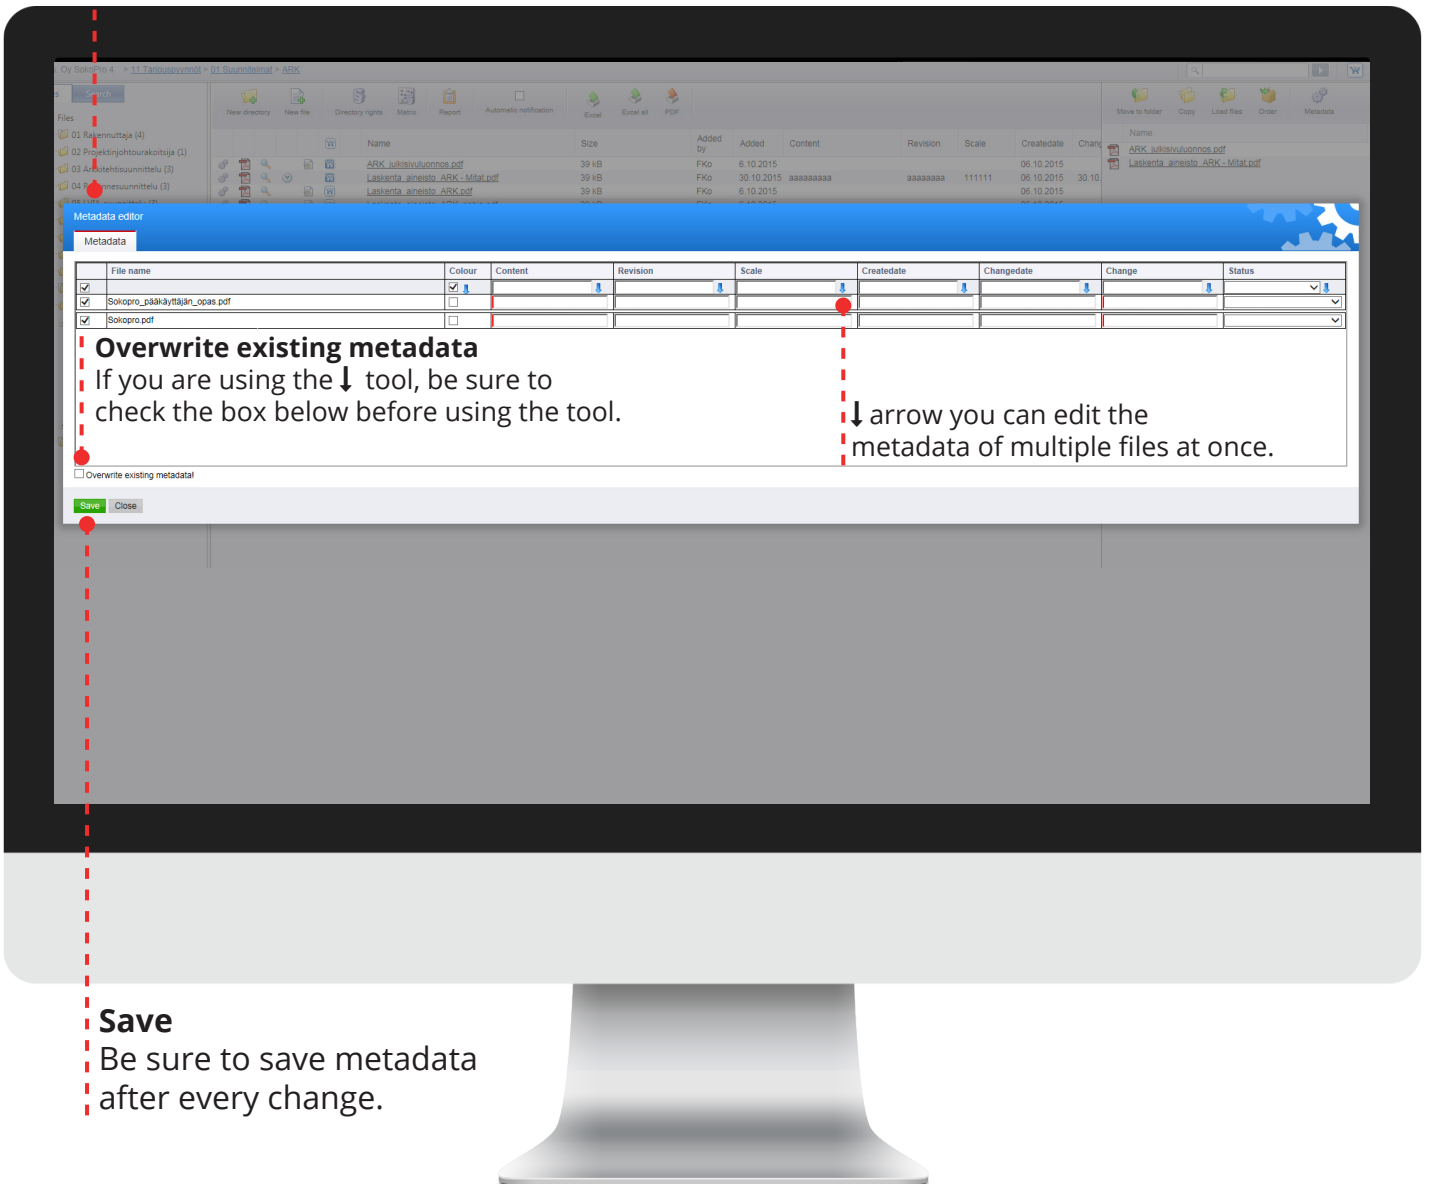 Oy SokoPro 4 > 11 Tarjouspyynnöt > 01 Suunnitelmat > ARK
Search
Files
01 Rakennuttaja (4)
02 Projektinjohtourakoitsija (1)
03 Arkkitehtisuunnittelu (3)
04 Rakennesuunnittelu (3)
New directory New file Directory rights Matrix Report Automatic notification Excel Excel all PDF
Move to folder Copy Load files Order Metadata
Name Size Added by Added Content Revision Scale Createdate Chang
ARK_julkisivuluonnos.pdf 39 kB FKo 6.10.2015 06.10.2015
Laskenta_aineisto_ARK - Mitat.pdf 39 kB FKo 30.10.2015 aaaaaaaaa aaaaaaaa 111111 06.10.2015 30.10.
Laskenta_aineisto_ARK.pdf 39 kB FKo 6.10.2015 06.10.2015
Name
ARK_julkisivuluonnos.pdf
Laskenta_aineisto_ARK - Mitat.pdf
Metadata editor
Metadata
File name Colour Content Revision Scale Createdate Changedate Change Status
Sokopro_pääkäyttäjän_opas.pdf
Sokopro.pdf
Overwrite existing metadata
If you are using the ⬇ tool, be sure to
check the box below before using the tool.
⬇ arrow you can edit the
metadata of multiple files at once.
Overwrite existing metadata!
Save Close
Save
Be sure to save metadata
after every change.